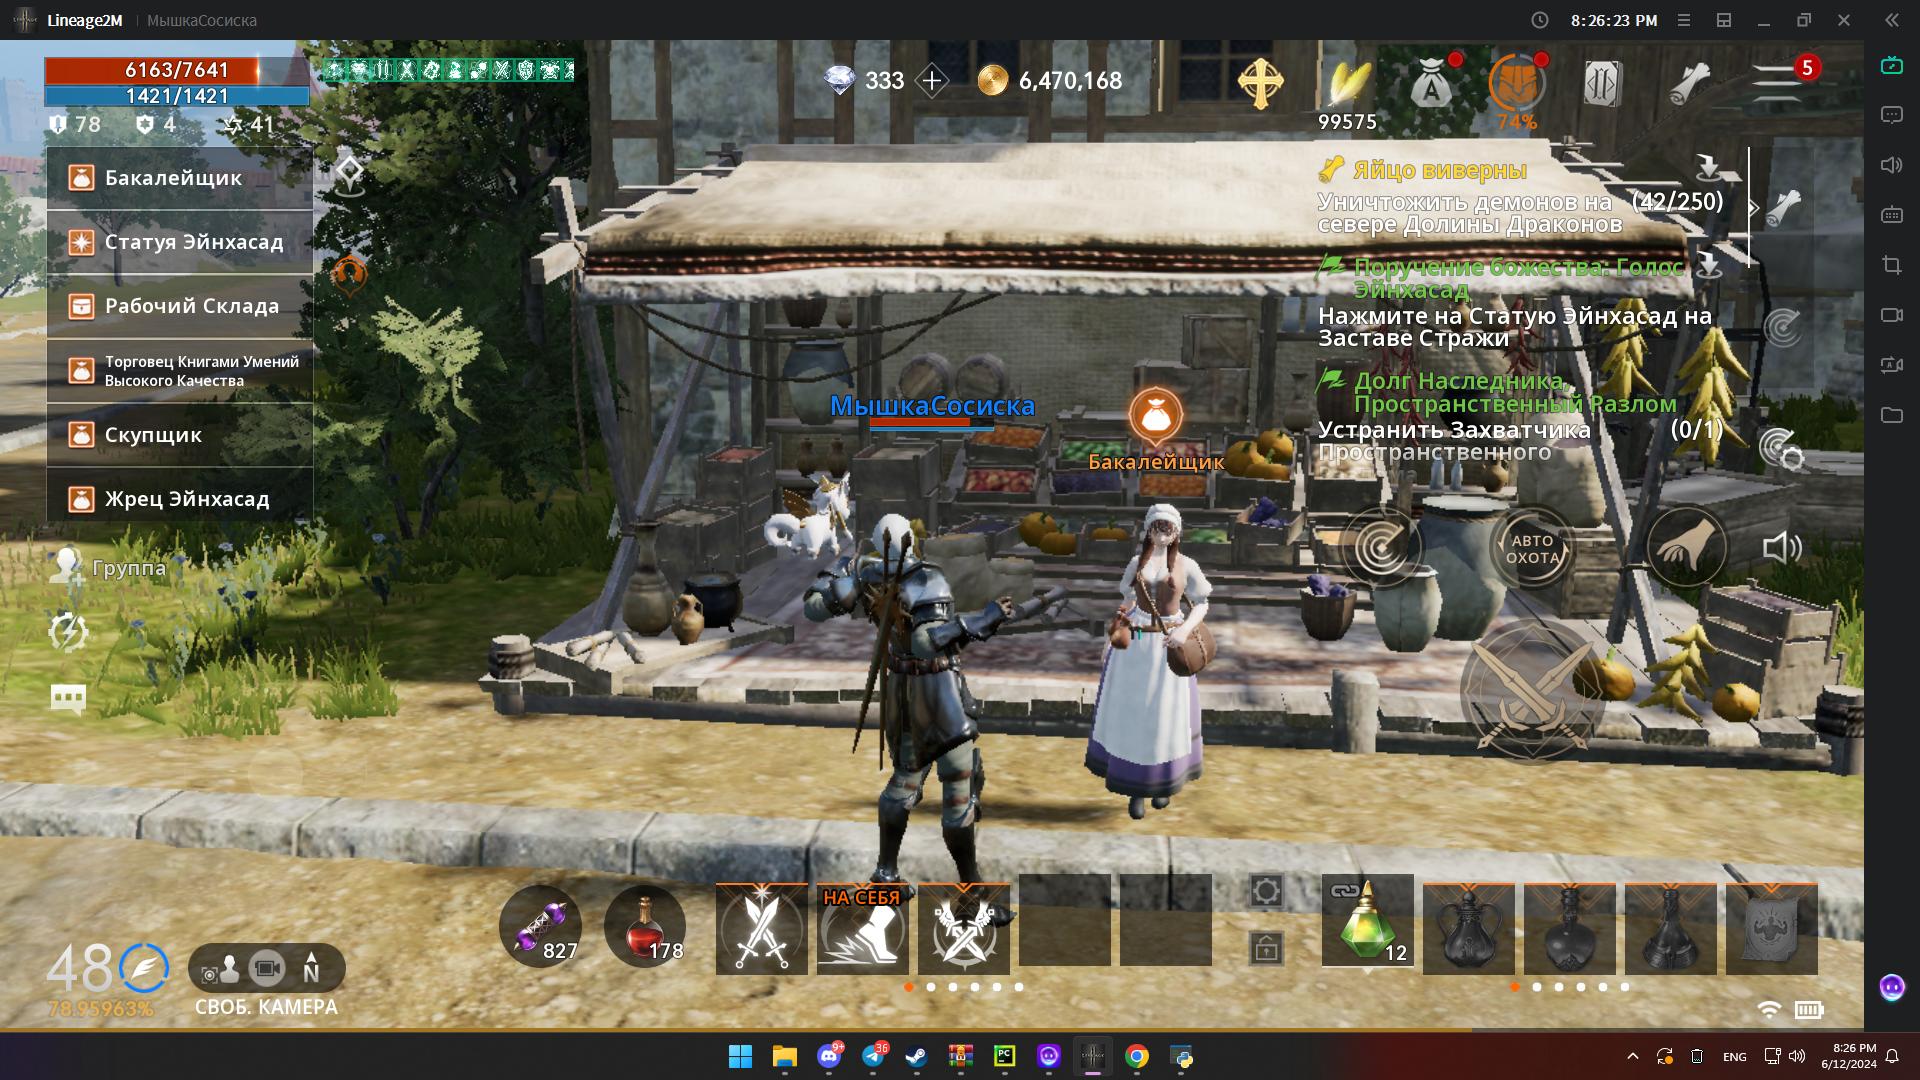 Lineage2M
МышкаСосиска
8:26:23 PM
6163/7641
1421/1421
78
4
41
333
6,470,168
A
99575
74%
5
Бакалейщик
Статуя Эйнхасад
Рабочий Склада
Торговец Книгами Умений
Высокого Качества
Скупщик
Жрец Эйнхасад
Группа
Яйцо виверны
Уничтожить демонов на (42/250)
севере Долины Драконов
Поручение божества: Голос
Эйнхасад
Нажмите на Статую Эйнхасад на
Заставе Стражи
Долг Наследника,
Пространственный Разлом
Устранить Захватчика (0/1)
Пространственного
МышкаСосиска
Бакалейщик
АВТО
ОХОТА
НА СЕБЯ
827
178
12
48
78.95963%
N
СВОБ. КАМЕРА
9+
36
PC
ENG
8:26 PM
6/12/2024